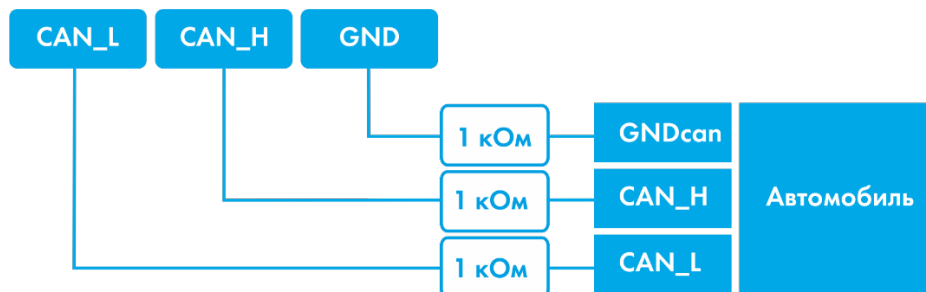 CAN_L CAN_H GND
1 кОм GNDcan
1 кОм CAN_H Автомобиль
1 кОм CAN_L